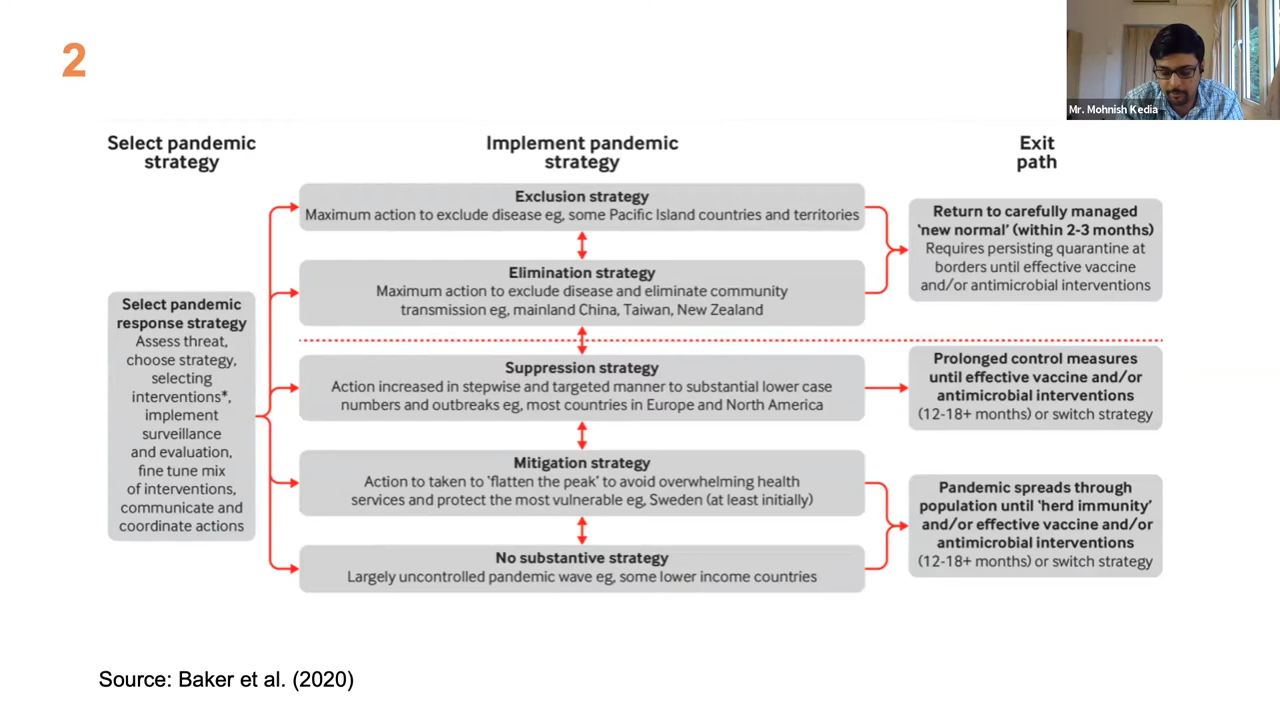 2
Mr. Mohnish Kedia
Select pandemic
strategy
Implement pandemic
strategy
Exit
path
Select pandemic
response strategy
Assess threat,
choose strategy,
selecting
interventions*,
implement
surveillance
and evaluation,
fine tune mix
of interventions,
communicate and
coordinate actions
Exclusion strategy
Maximum action to exclude disease eg, some Pacific Island countries and territories
Elimination strategy
Maximum action to exclude disease and eliminate community
transmission eg, mainland China, Taiwan, New Zealand
Suppression strategy
Action increased in stepwise and targeted manner to substantial lower case
numbers and outbreaks eg, most countries in Europe and North America
Mitigation strategy
Action to taken to 'flatten the peak' to avoid overwhelming health
services and protect the most vulnerable eg, Sweden (at least initially)
No substantive strategy
Largely uncontrolled pandemic wave eg, some lower income countries
Return to carefully managed
'new normal' (within 2-3 months)
Requires persisting quarantine at
borders until effective vaccine
and/or antimicrobial interventions
Prolonged control measures
until effective vaccine and/or
antimicrobial interventions
(12-18+ months) or switch strategy
Pandemic spreads through
population until 'herd immunity'
and/or effective vaccine and/or
antimicrobial interventions
(12-18+ months) or switch strategy
Source: Baker et al. (2020)